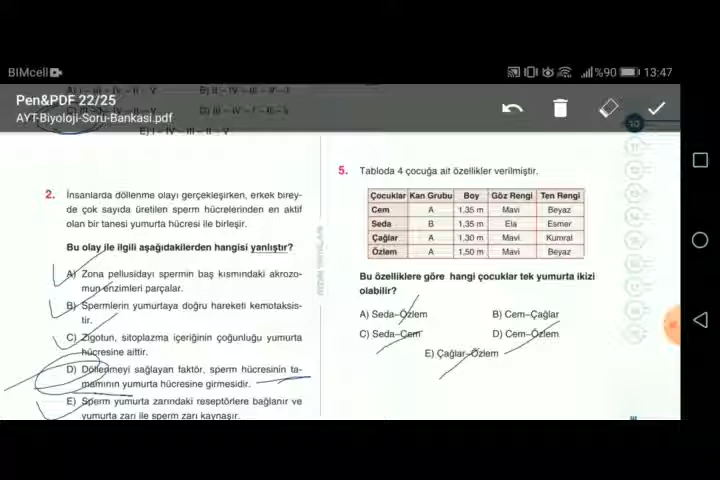 BIMcell
%90 13:47
Pen&PDF 22/25
AYT-Biyoloji-Soru-Bankasi.pdf
E) I – IV – III – II – V
2. İnsanlarda döllenme olayı gerçekleşirken, erkek birey-
de çok sayıda üretilen sperm hücrelerinden en aktif
olan bir tanesi yumurta hücresi ile birleşir.
Bu olay ile ilgili aşağıdakilerden hangisi yanlıştır?
A) Zona pellusidayı spermin baş kısmındaki akrozo-
mun enzimleri parçalar.
B) Spermlerin yumurtaya doğru hareketi kemotaksis-
tir.
C) Zigotun, sitoplazma içeriğinin çoğunluğu yumurta
hücresine aittir.
D) Döllenmeyi sağlayan faktör, sperm hücresinin ta-
mamının yumurta hücresine girmesidir.
E) Sperm yumurta zarındaki reseptörlere bağlanır ve
yumurta zarı ile sperm zarı kaynaşır.
5. Tabloda 4 çocuğa ait özellikler verilmiştir.
Çocuklar Kan Grubu Boy Göz Rengi Ten Rengi
Cem A 1,35 m Mavi Beyaz
Seda B 1,35 m Ela Esmer
Çağlar A 1,30 m Mavi Kumral
Özlem A 1,50 m Mavi Beyaz
Bu özelliklere göre hangi çocuklar tek yumurta ikizi
olabilir?
A) Seda–Özlem B) Cem–Çağlar
C) Seda–Cem D) Cem–Özlem
E) Çağlar–Özlem